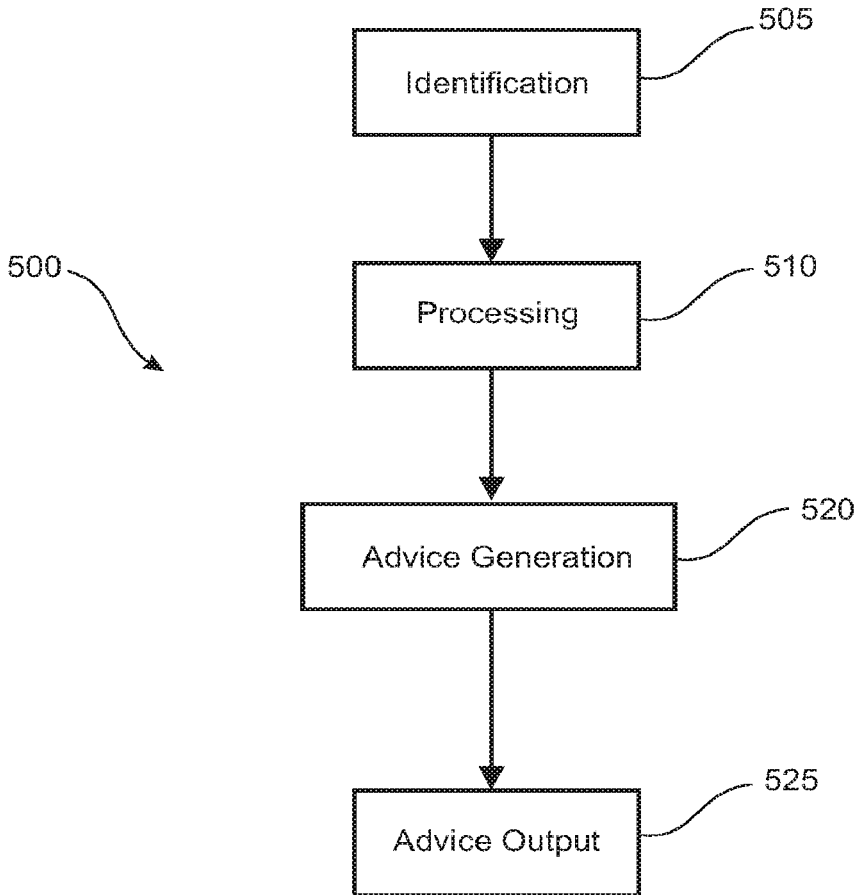 505
Identification
500
510
Processing
520
Advice Generation
525
Advice Output